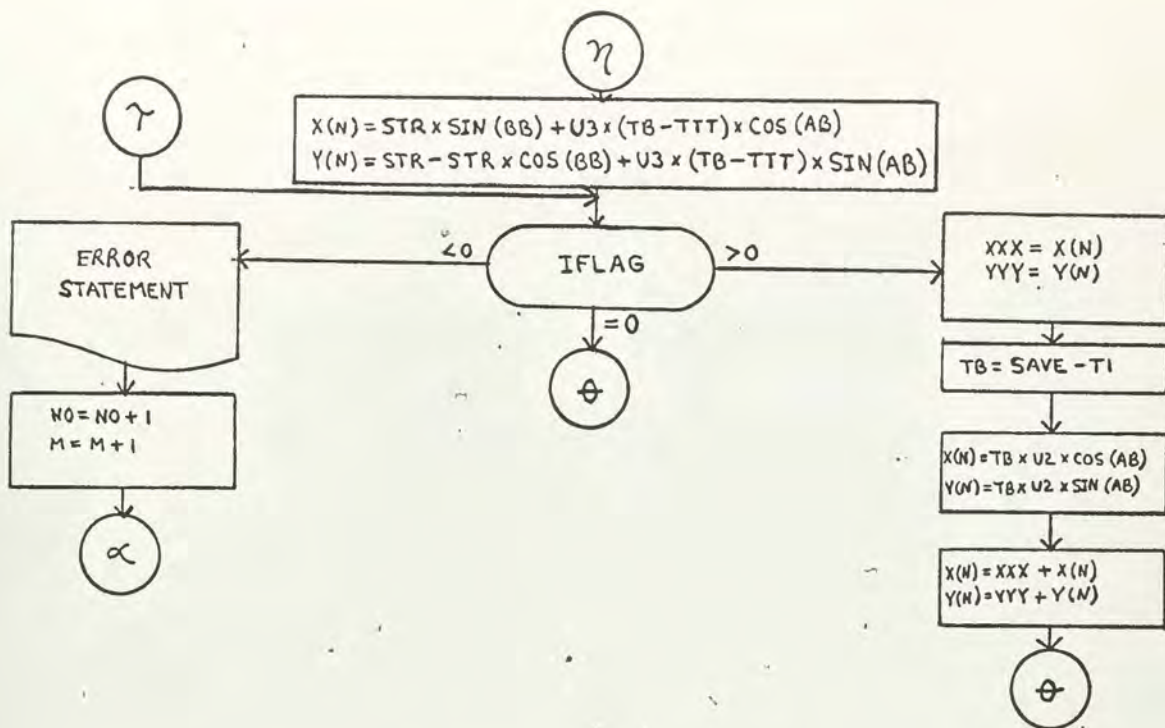 η
τ
X(N) = STR × SIN (BB) + U3 × (TB-TTT) × COS (AB)
Y(N) = STR - STR × COS (BB) + U3 × (TB-TTT) × SIN (AB)
<0
IFLAG
>0
=0
θ
ERROR
STATEMENT
NO = NO + 1
M = M + 1
α
XXX = X(N)
YYY = Y(N)
TB = SAVE - T1
X(N) = TB × U2 × COS (AB)
Y(N) = TB × U2 × SIN (AB)
X(N) = XXX + X(N)
Y(N) = YYY + Y(N)
θ